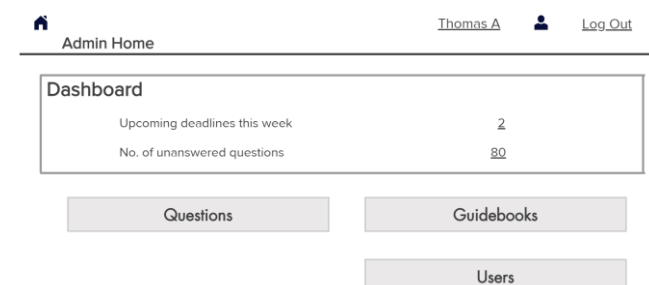 Thomas A Log Out
Admin Home
Dashboard
Upcoming deadlines this week 2
No. of unanswered questions 80
Questions Guidebooks
Users